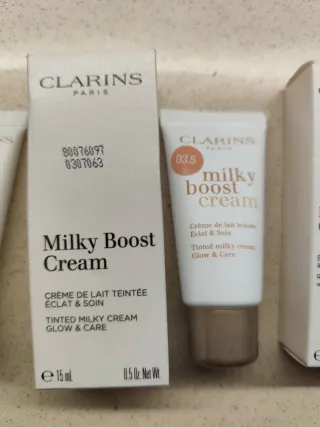 CLARINS
PARIS
80076097
0307063
Milky Boost
Cream
CRÈME DE LAIT TEINTÉE
ÉCLAT & SOIN
TINTED MILKY CREAM
GLOW & CARE
℮ 15 mL
0.5 Oz. Net Wt.
CLARINS
PARIS
03.5
milky
boost
cream
Crème de lait teintée,
Éclat & Soin
Tinted milky cream,
Glow & Care